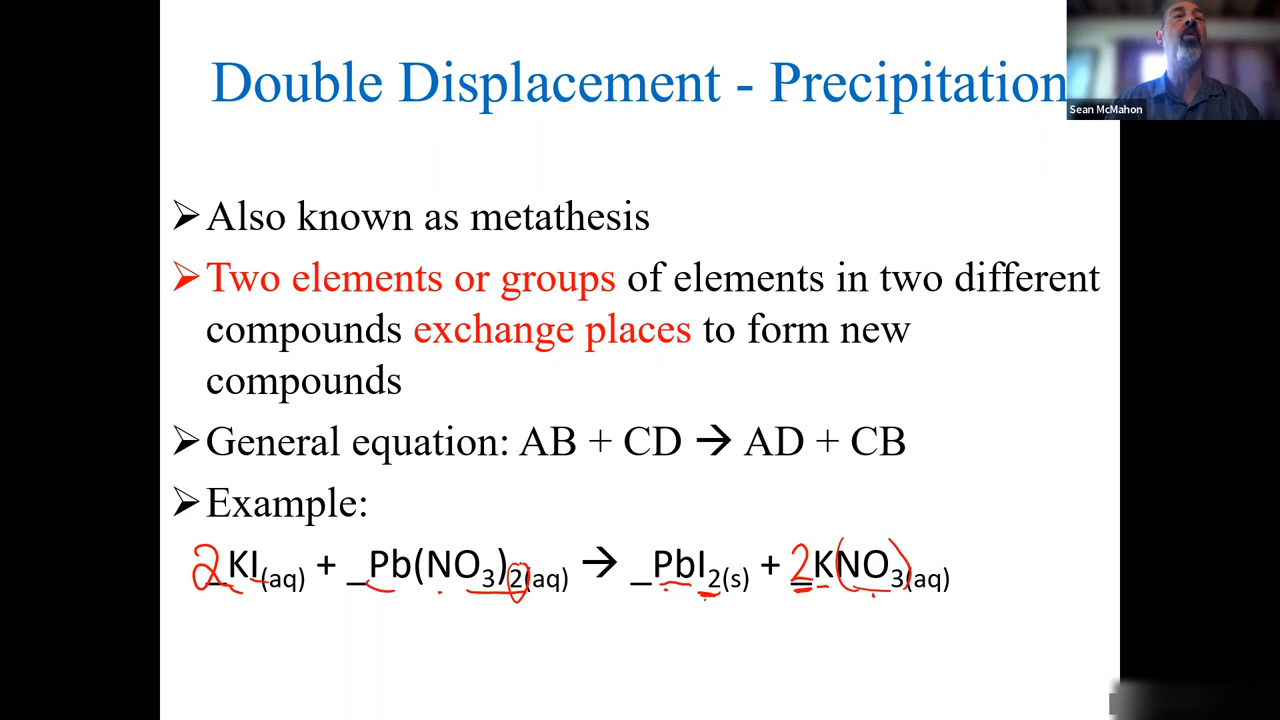 Double Displacement - Precipitation
Sean McMahon
➢Also known as metathesis
➢Two elements or groups of elements in two different
compounds exchange places to form new
compounds
➢General equation: AB + CD → AD + CB
➢Example:
2_KI(aq) + _Pb(NO3)2(aq) → _PbI2(s) + 2_KNO3(aq)